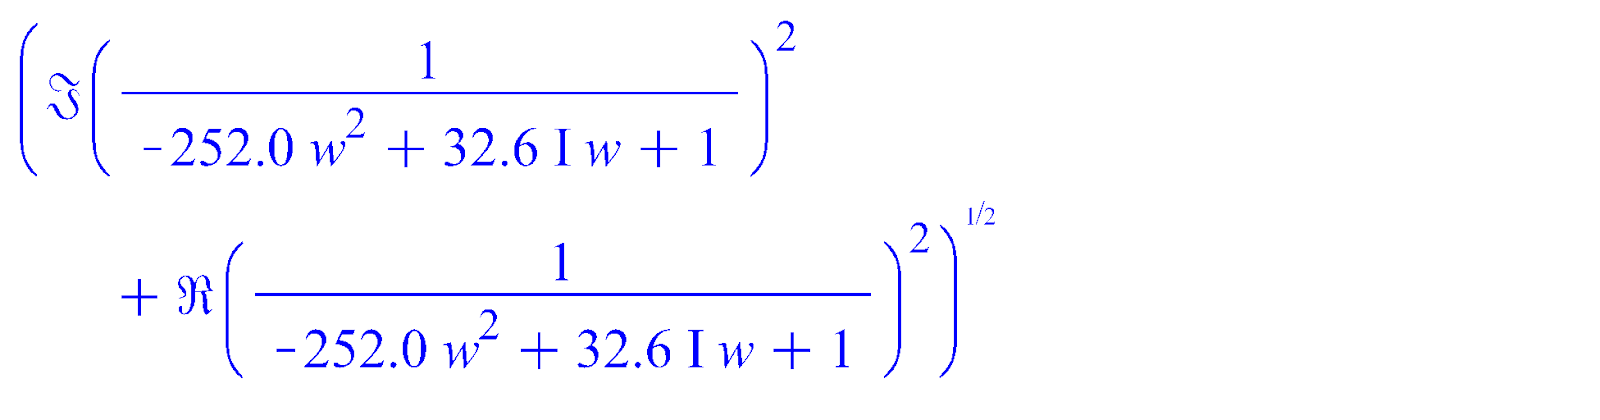 (ℑ(1/(-252.0 w^2 + 32.6 I w + 1))^2
+ ℜ(1/(-252.0 w^2 + 32.6 I w + 1))^2)^1/2